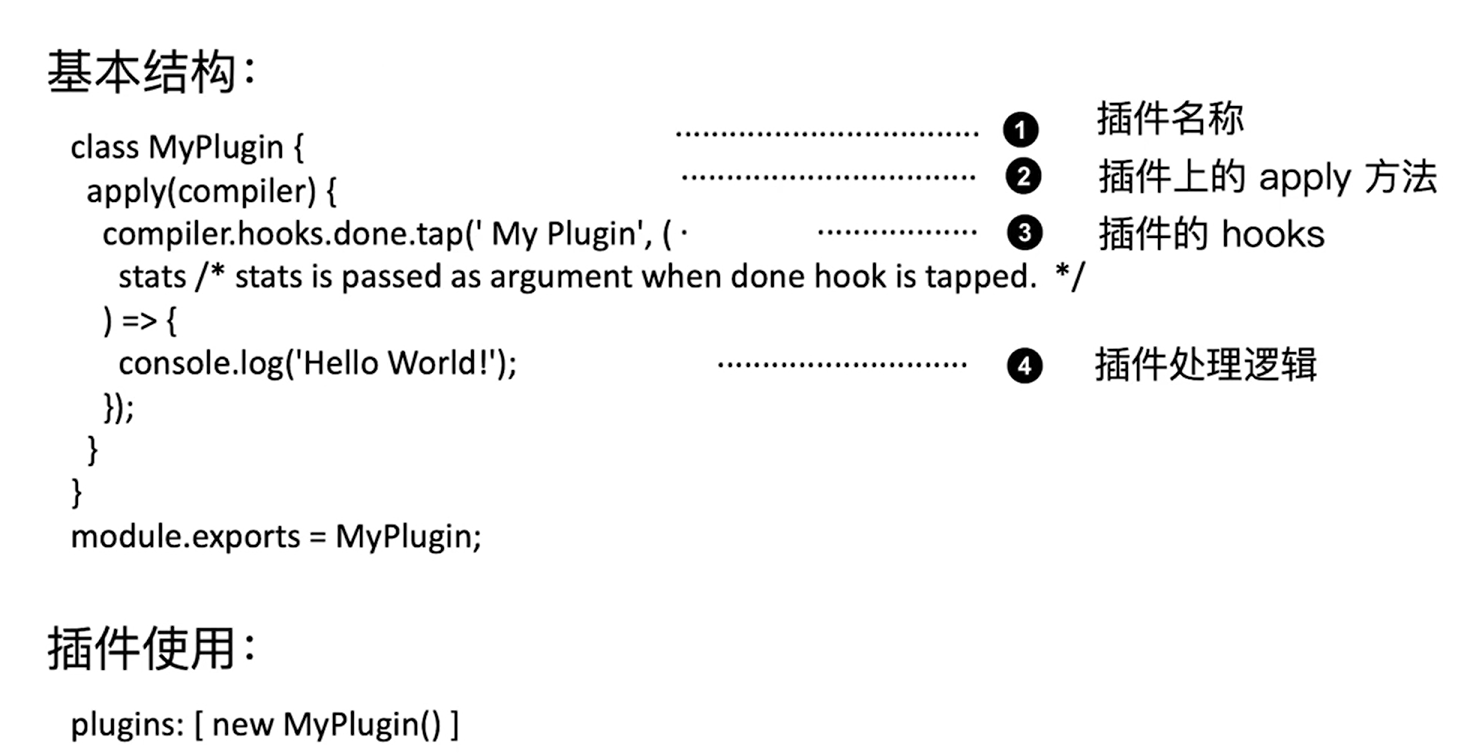 基本结构：
class MyPlugin { ❶ 插件名称
apply(compiler) { ❷ 插件上的 apply 方法
compiler.hooks.done.tap(' My Plugin', ( ❸ 插件的 hooks
stats /* stats is passed as argument when done hook is tapped. */
) => {
console.log('Hello World!'); ❹ 插件处理逻辑
});
}
}
module.exports = MyPlugin;
插件使用：
plugins: [ new MyPlugin() ]